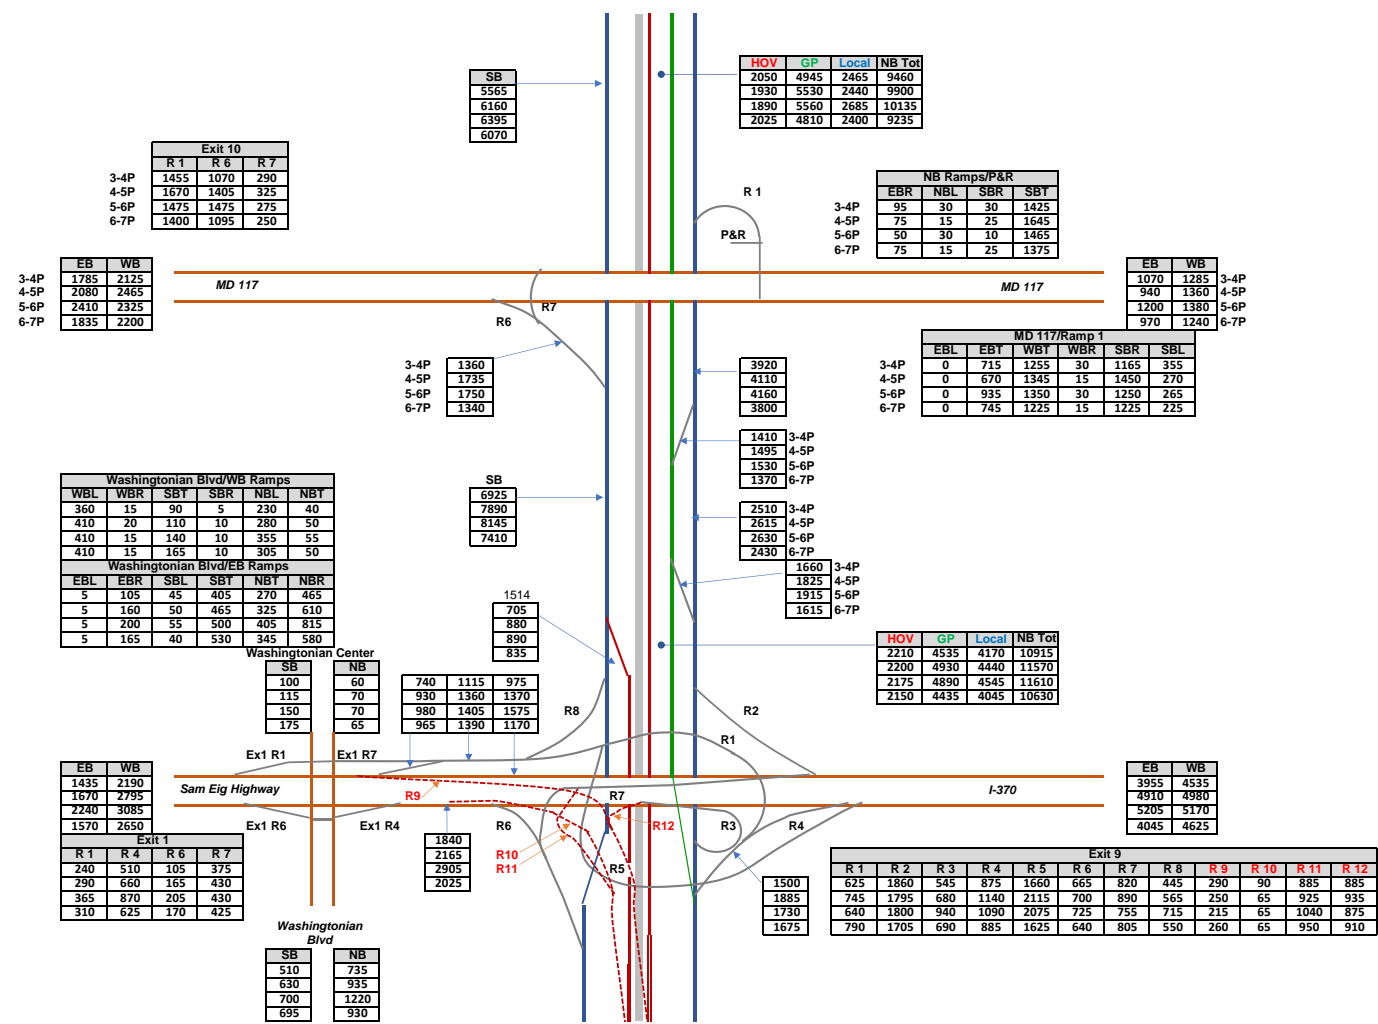 HOV GP Local NB Tot
2050 4945 2465 9460
1930 5530 2440 9900
1890 5560 2685 10135
2025 4810 2400 9235
SB
5565
6160
6395
6070
Exit 10
R 1 R 6 R 7
3-4P 1455 1070 290
4-5P 1670 1405 325
5-6P 1475 1475 275
6-7P 1400 1095 250
NB Ramps/P&R
EBR NBL SBR SBT
3-4P 95 30 30 1425
4-5P 75 15 25 1645
5-6P 50 30 10 1465
6-7P 75 15 25 1375
R 1
P&R
EB WB
3-4P 1785 2125
4-5P 2080 2465
5-6P 2410 2325
6-7P 1835 2200
MD 117
MD 117
EB WB
1070 1285 3-4P
940 1360 4-5P
1200 1380 5-6P
970 1240 6-7P
R7
R6
MD 117/Ramp 1
EBL EBT WBT WBR SBR SBL
3-4P 0 715 1255 30 1165 355
4-5P 0 670 1345 15 1450 270
5-6P 0 935 1350 30 1250 265
6-7P 0 745 1225 15 1225 225
3-4P 1360
4-5P 1735
5-6P 1750
6-7P 1340
3920
4110
4160
3800
1410 3-4P
1495 4-5P
1530 5-6P
1370 6-7P
Washingtonian Blvd/WB Ramps
WBL WBR SBT SBR NBL NBT
360 15 90 5 230 40
410 20 110 10 280 50
410 15 140 10 355 55
410 15 165 10 305 50
Washingtonian Blvd/EB Ramps
EBL EBR SBL SBT NBT NBR
5 105 45 405 270 465
5 160 50 465 325 610
5 200 55 500 405 815
5 165 40 530 345 580
SB
6925
7890
8145
7410
2510 3-4P
2615 4-5P
2630 5-6P
2430 6-7P
1660 3-4P
1825 4-5P
1915 5-6P
1615 6-7P
1514
705
880
890
835
HOV GP Local NB Tot
2210 4535 4170 10915
2200 4930 4440 11570
2175 4890 4545 11610
2150 4435 4045 10630
Washingtonian Center
SB NB
100 60
115 70
150 70
175 65
740 1115 975
930 1360 1370
980 1405 1575
965 1390 1170
R8
R2
R1
Ex1 R1
Ex1 R7
EB WB
1435 2190
1670 2795
2240 3085
1570 2650
Sam Eig Highway
I-370
EB WB
3955 4535
4910 4980
5205 5170
4045 4625
R9
R7
Ex1 R6
Ex1 R4
R6
R12
R3
R4
R10
R11
R5
Exit 1
R 1 R 4 R 6 R 7
240 510 105 375
290 660 165 430
365 870 205 430
310 625 170 425
1840
2165
2905
2025
1500
1885
1730
1675
Exit 9
R 1 R 2 R 3 R 4 R 5 R 6 R 7 R 8 R 9 R 10 R 11 R 12
625 1860 545 875 1660 665 820 445 290 90 885 885
745 1795 680 1140 2115 700 890 565 250 65 925 935
640 1800 940 1090 2075 725 755 715 215 65 1040 875
790 1705 690 885 1625 640 805 550 260 65 950 910
Washingtonian
Blvd
SB NB
510 735
630 935
700 1220
695 930